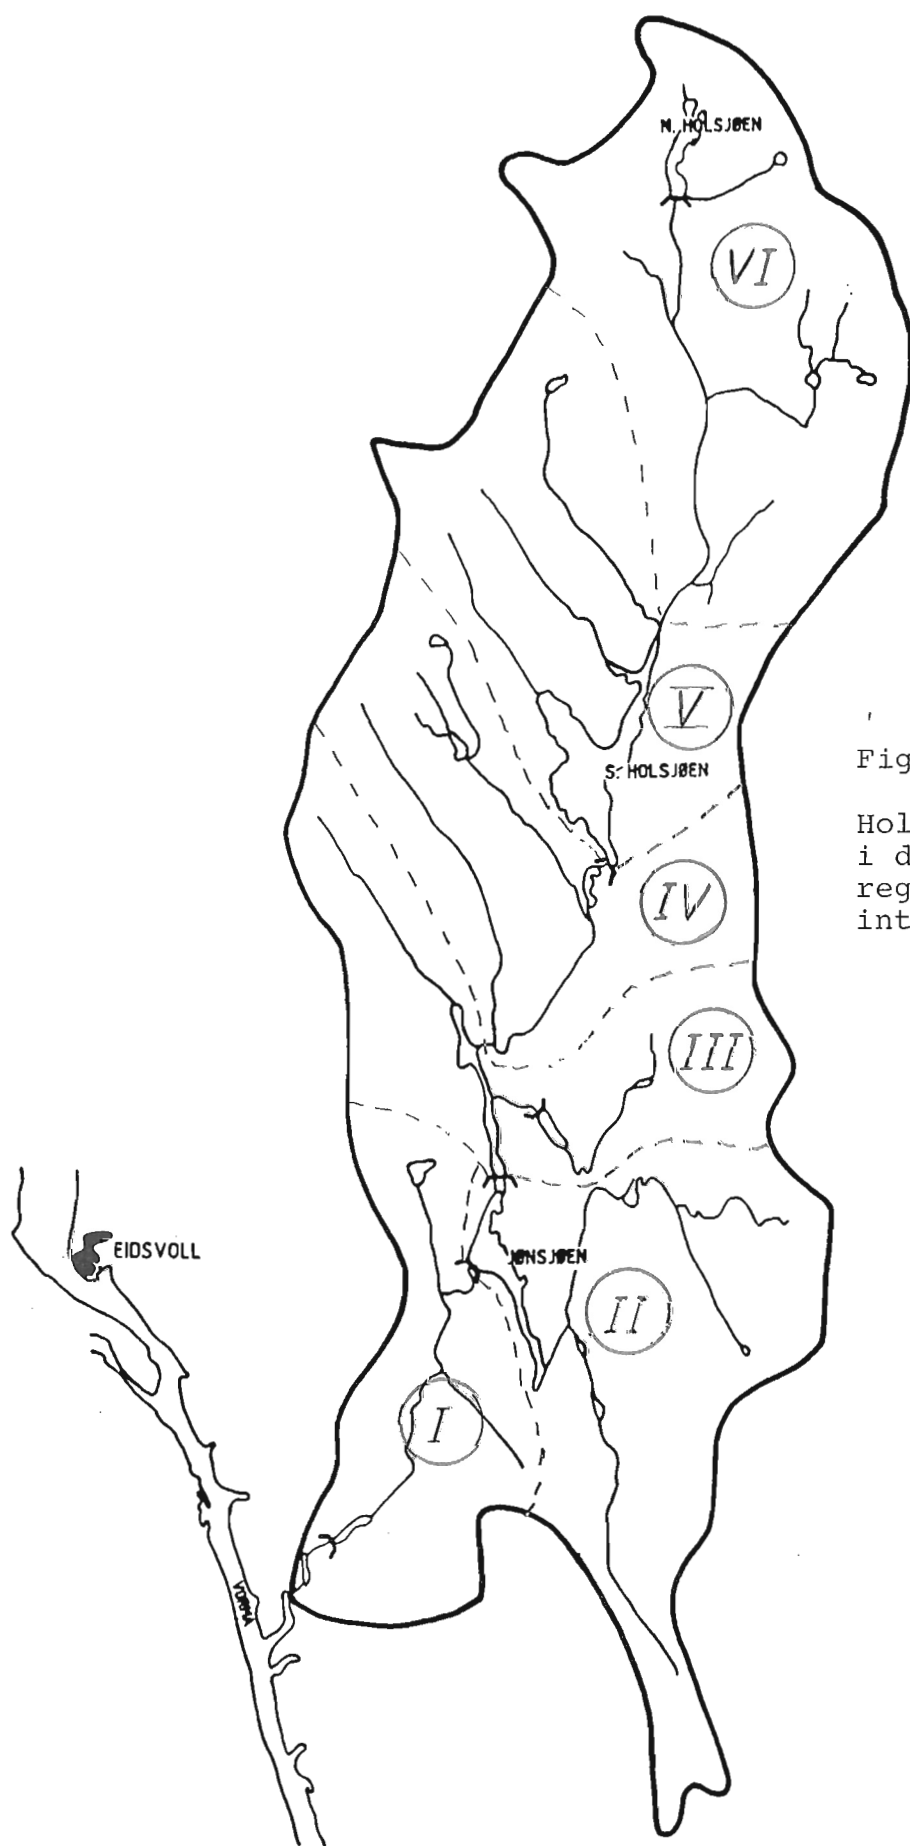 N. HOLSJØEN
VI
V
S. HOLSJØEN
Fig
Hol
i d
reg
int
IV
III
EIDSVOLL
JØNSJØEN
II
I
VORMA